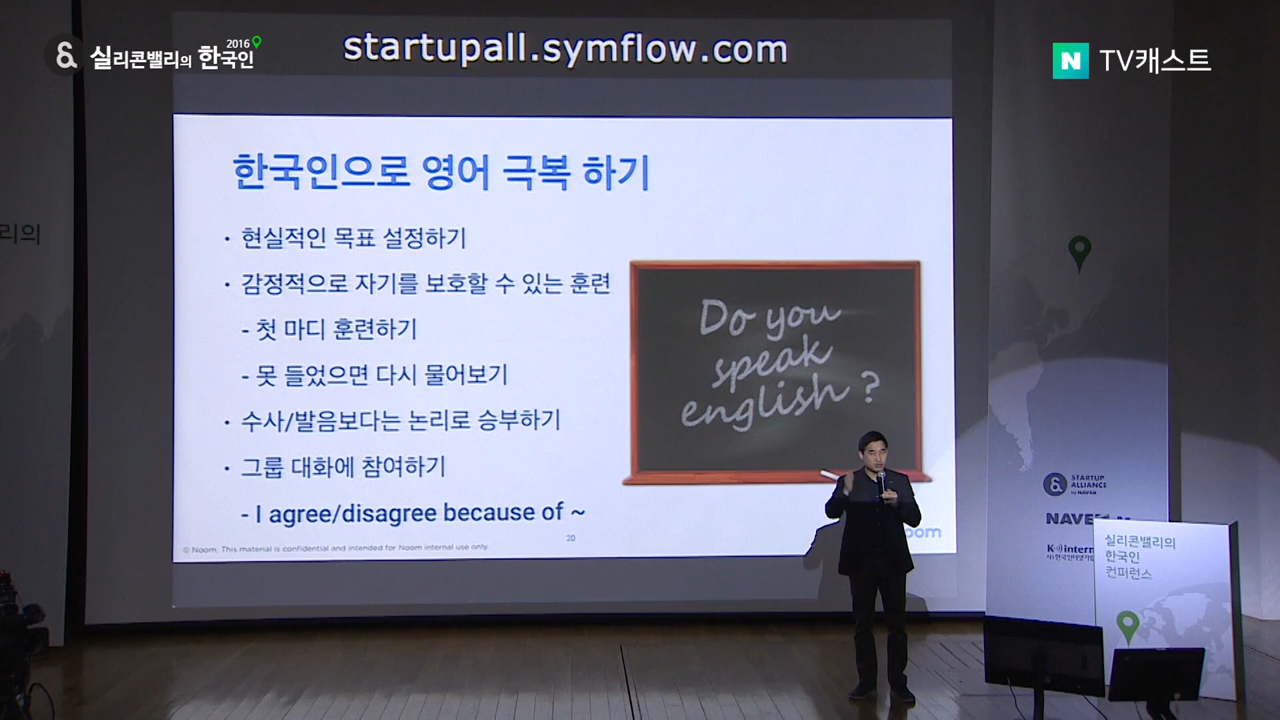 실리콘밸리의 한국인
2016
startupall.symflow.com
N TV캐스트
한국인으로 영어 극복 하기
• 현실적인 목표 설정하기
• 감정적으로 자기를 보호할 수 있는 훈련
- 첫 마디 훈련하기
- 못 들었으면 다시 물어보기
• 수사/발음보다는 논리로 승부하기
• 그룹 대화에 참여하기
- I agree/disagree because of ~
Do you
speak
english ?
20
© Noom. This material is confidential and intended for Noom internal use only.
리의
STARTUP
ALLIANCE
by NAVER
실리콘밸리의
한국인
컨퍼런스